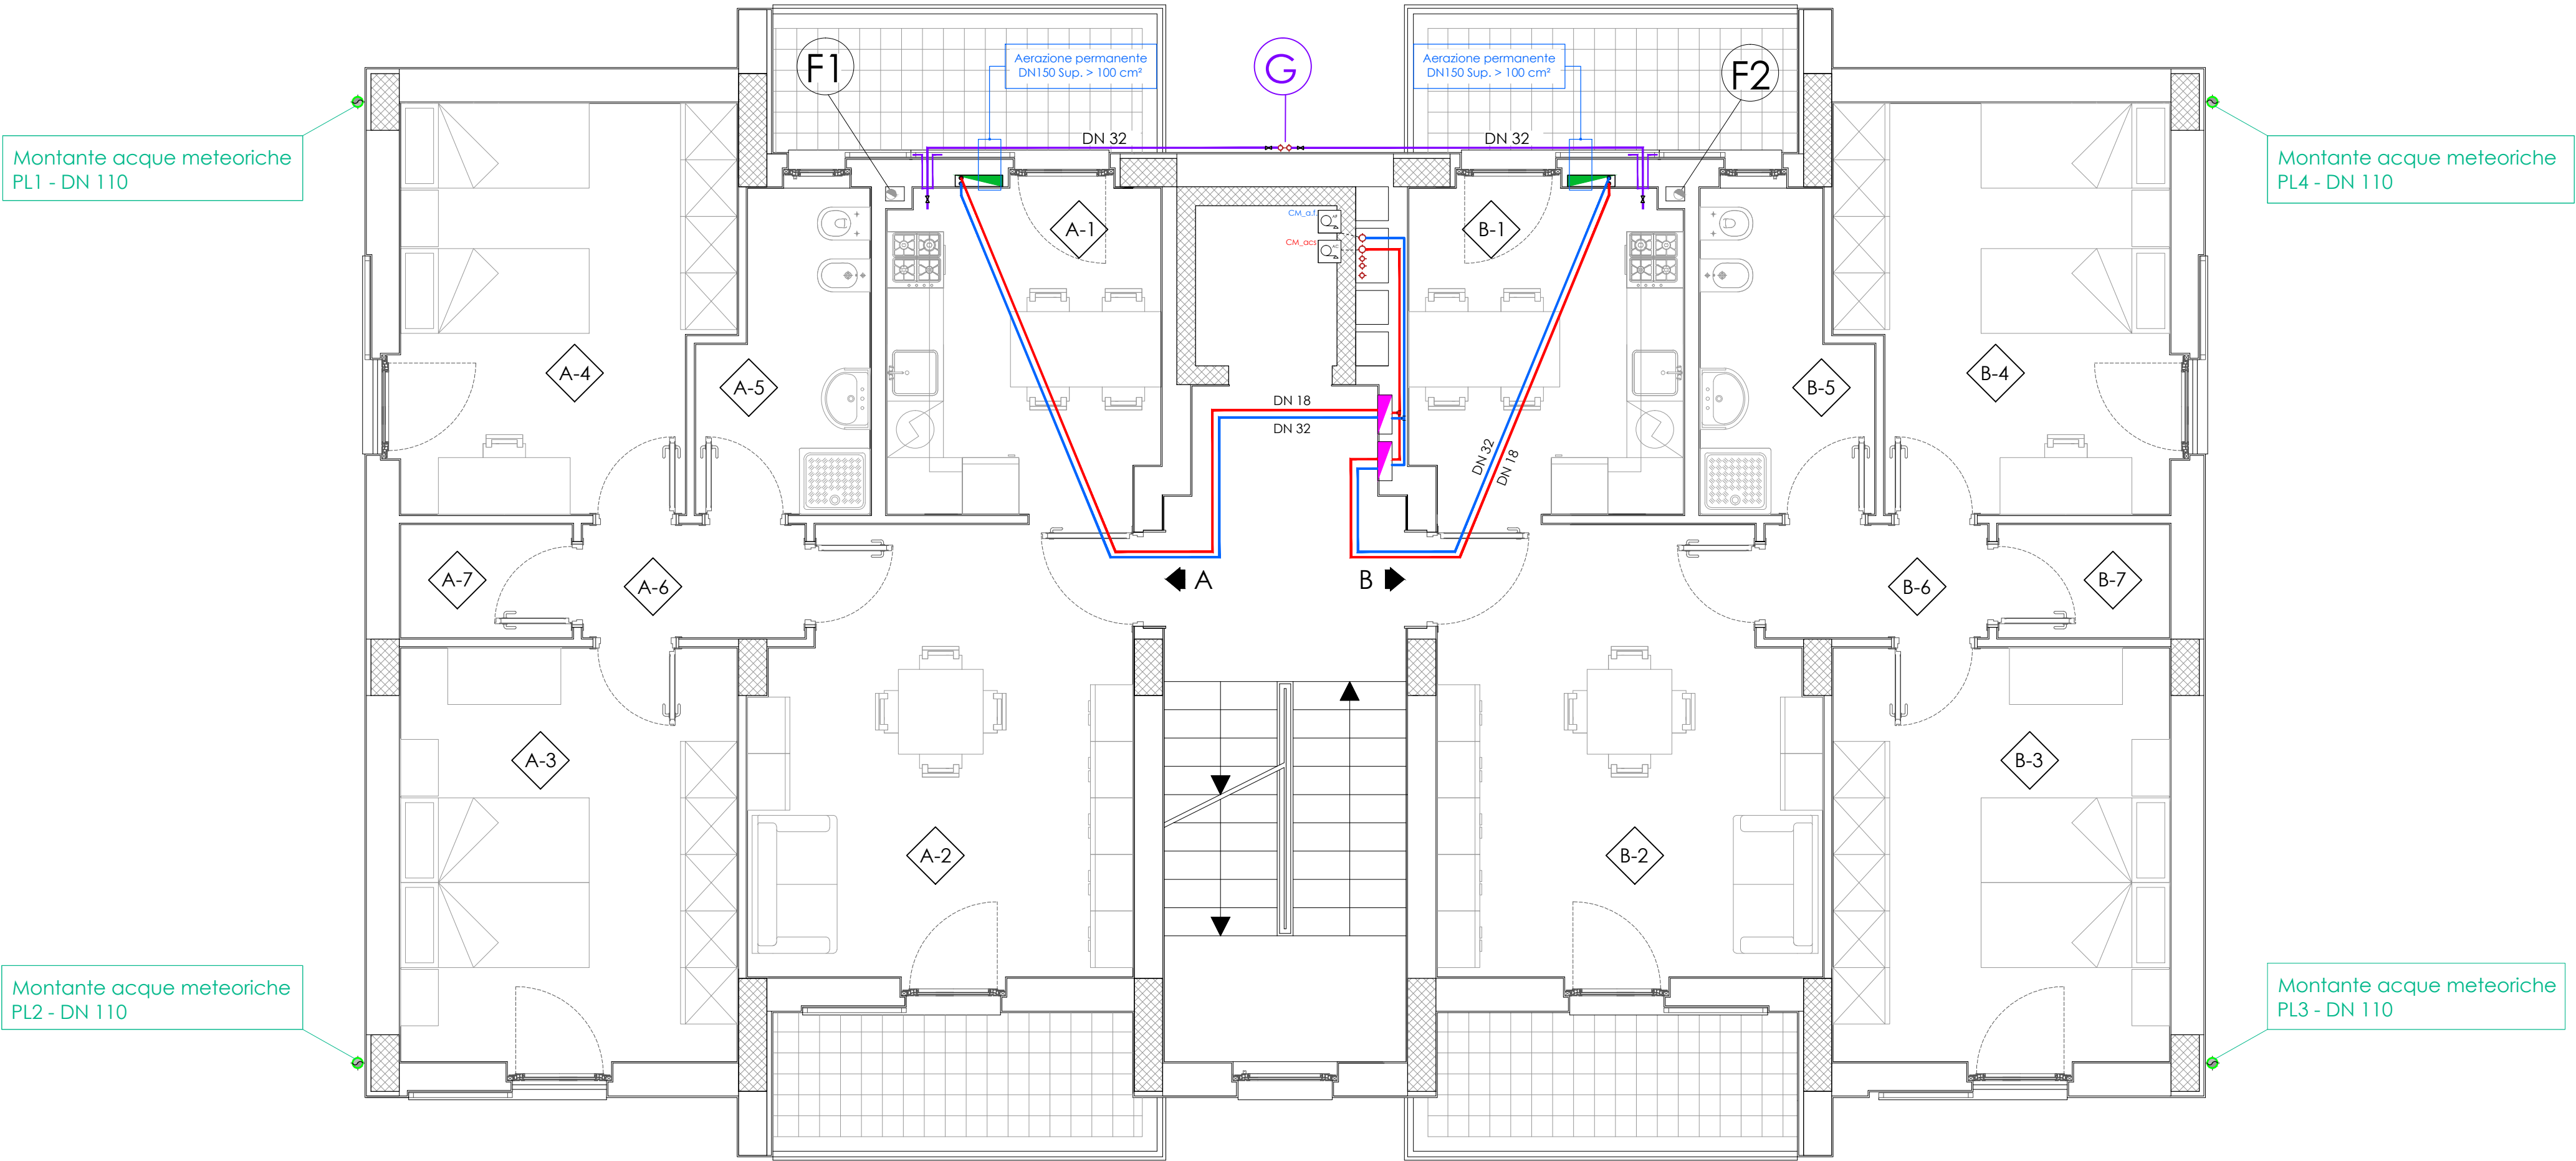 F1
Aerazione permanente
DN150 Sup. > 100 cm²
G
Aerazione permanente
DN150 Sup. > 100 cm²
F2
DN 32
DN 32
Montante acque meteoriche
PL1 - DN 110
Montante acque meteoriche
PL4 - DN 110
A-1
CM_a.f.
CM_acs
B-1
A-4
A-5
B-5
B-4
DN 18
DN 32
DN 32
DN 18
A-7
A-6
A
B
B-6
B-7
A-3
B-3
A-2
B-2
Montante acque meteoriche
PL2 - DN 110
Montante acque meteoriche
PL3 - DN 110